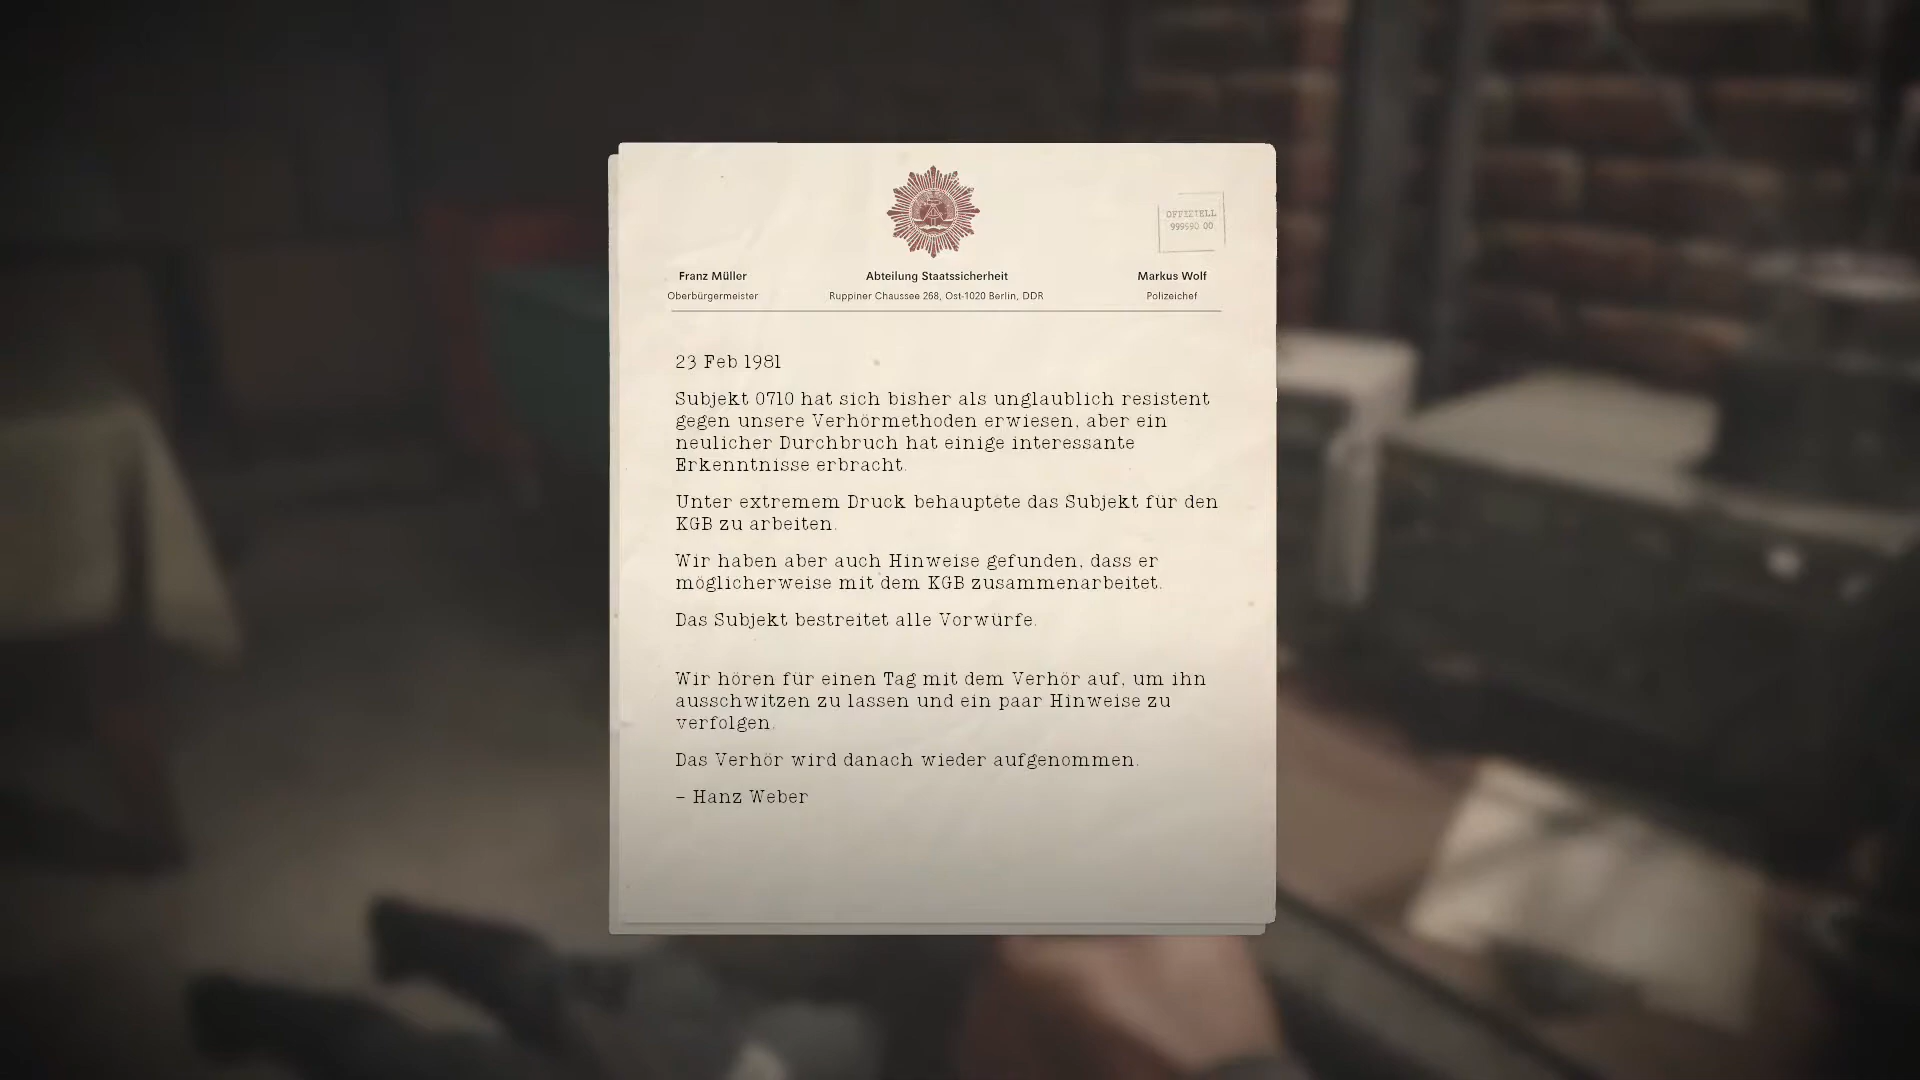 OFFIZIELL
999590 00
Franz Müller
Abteilung Staatssicherheit
Markus Wolf
Oberbürgermeister
Ruppiner Chaussee 268, Ost-1020 Berlin, DDR
Polizeichef
23 Feb 1981
Subjekt 0710 hat sich bisher als unglaublich resistent
gegen unsere Verhörmethoden erwiesen, aber ein
neulicher Durchbruch hat einige interessante
Erkenntnisse erbracht.
Unter extremem Druck behauptete das Subjekt für den
KGB zu arbeiten.
Wir haben aber auch Hinweise gefunden, dass er
möglicherweise mit dem KGB zusammenarbeitet.
Das Subjekt bestreitet alle Vorwürfe.
Wir hören für einen Tag mit dem Verhör auf, um ihn
ausschwitzen zu lassen und ein paar Hinweise zu
verfolgen.
Das Verhör wird danach wieder aufgenommen.
– Hanz Weber